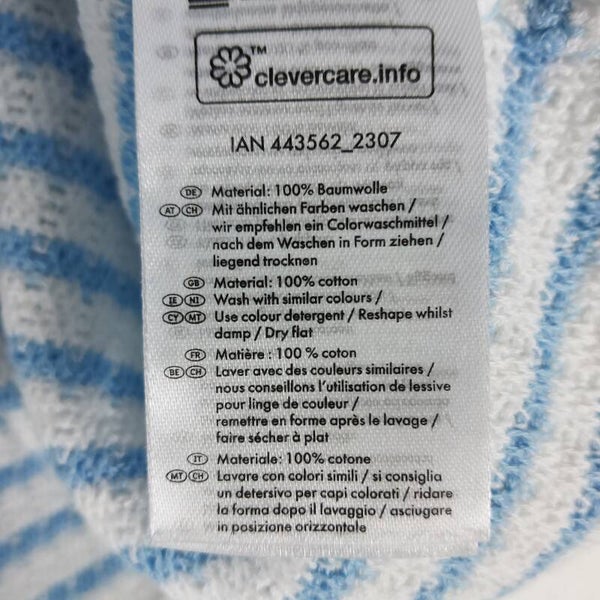 ™
clevercare.info
IAN 443562_2307
DE Material: 100% Baumwolle
AT CH Mit ähnlichen Farben waschen /
wir empfehlen ein Colorwaschmittel /
nach dem Waschen in Form ziehen /
liegend trocknen
GB Material: 100% cotton
IE NI Wash with similar colours /
CY MT Use colour detergent / Reshape whilst
damp / Dry flat
FR Matière : 100 % coton
BE CH Laver avec des couleurs similaires /
nous conseillons l'utilisation de lessive
pour linge de couleur /
remettre en forme après le lavage /
faire sécher à plat
IT Materiale: 100% cotone
MT CH Lavare con colori simili / si consiglia
un detersivo per capi colorati / ridare
la forma dopo il lavaggio / asciugare
in posizione orizzontale